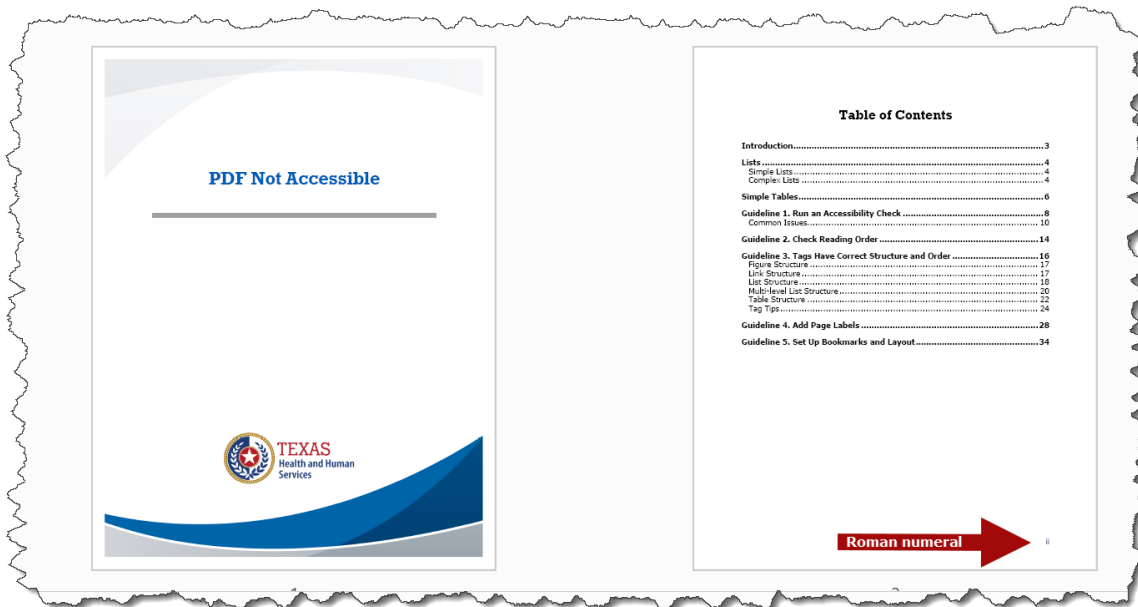 PDF Not Accessible
TEXAS
Health and Human
Services
Table of Contents
Introduction.....3
Lists.....4
Simple Lists.....4
Complex Lists.....4
Simple Tables.....6
Guideline 1. Run an Accessibility Check.....8
Common Issues.....10
Guideline 2. Check Reading Order.....14
Guideline 3. Tags Have Correct Structure and Order.....16
Figure Structure.....17
Link Structure.....17
List Structure.....18
Multi-level List Structure.....20
Table Structure.....22
Tag Tips.....24
Guideline 4. Add Page Labels.....28
Guideline 5. Set Up Bookmarks and Layout.....34
Roman numeral
ii